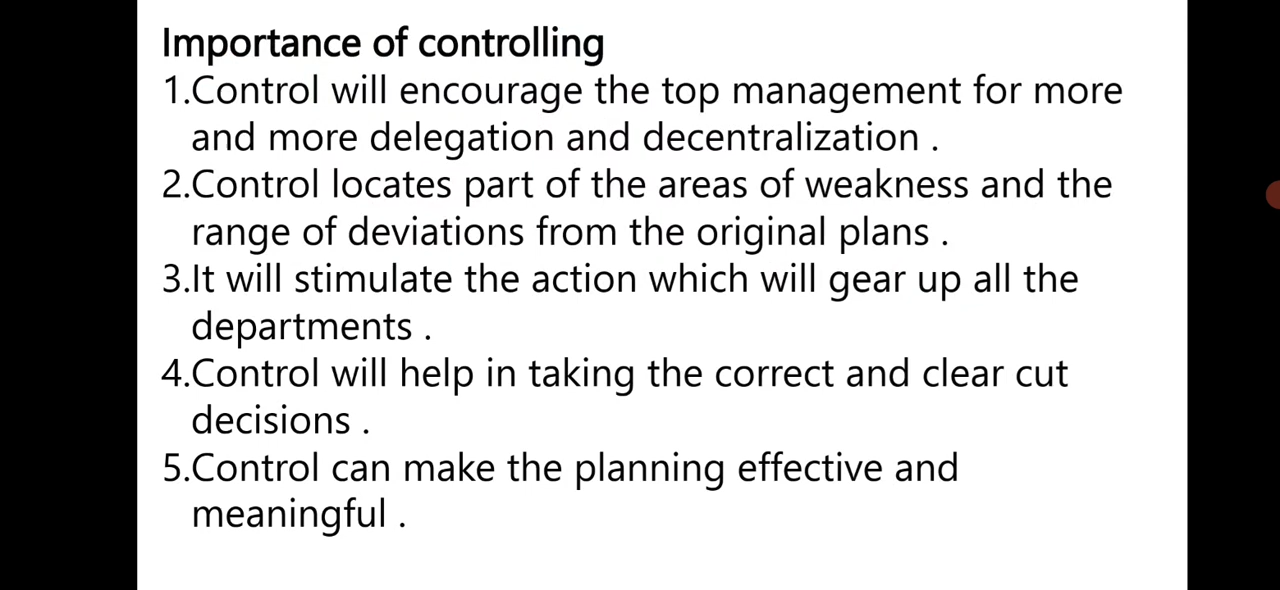 Importance of controlling
1.Control will encourage the top management for more
and more delegation and decentralization .
2.Control locates part of the areas of weakness and the
range of deviations from the original plans .
3.It will stimulate the action which will gear up all the
departments .
4.Control will help in taking the correct and clear cut
decisions .
5.Control can make the planning effective and
meaningful .